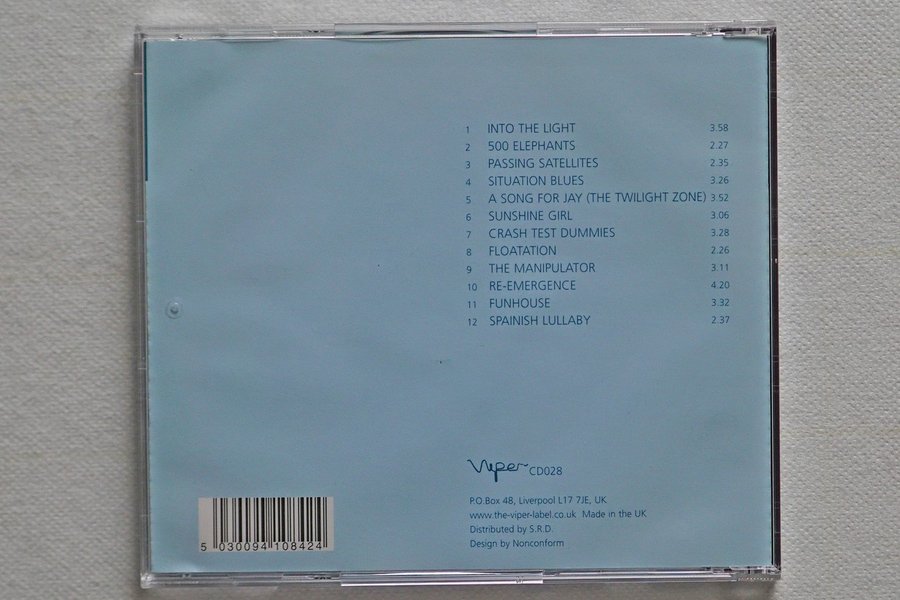 1 INTO THE LIGHT 3.58
2 500 ELEPHANTS 2.27
3 PASSING SATELLITES 2.35
4 SITUATION BLUES 3.26
5 A SONG FOR JAY (THE TWILIGHT ZONE) 3.52
6 SUNSHINE GIRL 3.06
7 CRASH TEST DUMMIES 3.28
8 FLOATATION 2.26
9 THE MANIPULATOR 3.11
10 RE-EMERGENCE 4.20
11 FUNHOUSE 3.32
12 SPAINISH LULLABY 2.37
Viper CD028
P.O.Box 48, Liverpool L17 7JE, UK
www.the-viper-label.co.uk Made in the UK
Distributed by S.R.D.
Design by Nonconform
5 030094 108424